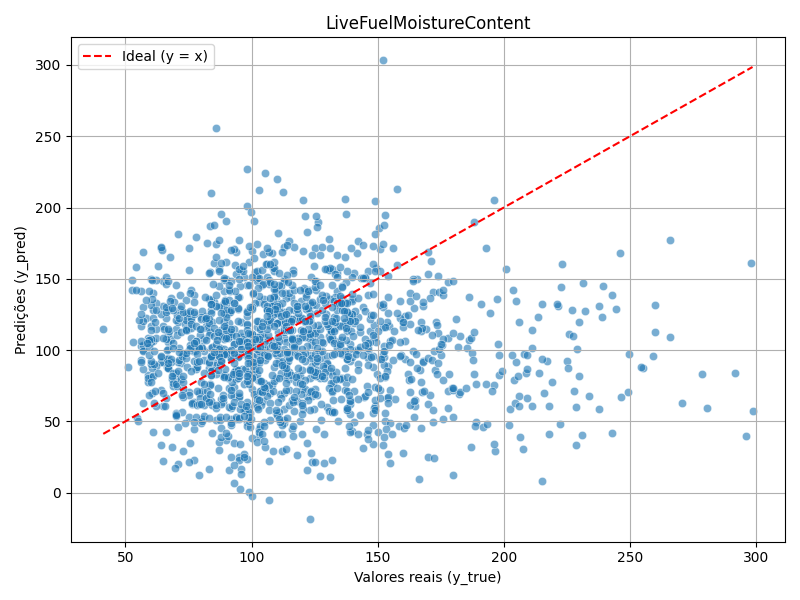 LiveFuelMoistureContent
Ideal (y = x)
300
250
200
150
100
50
0
Predições (y_pred)
50 100 150 200 250 300
Valores reais (y_true)